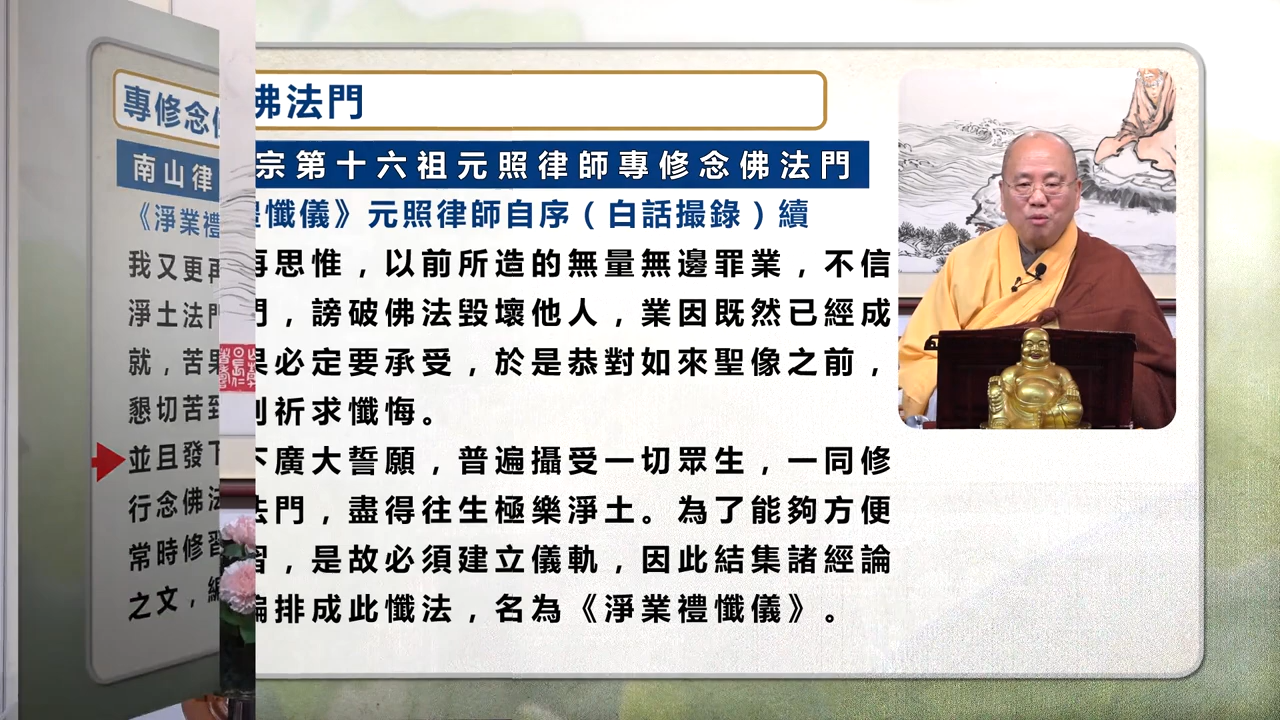 專修念佛法門
南山律宗第十六祖元照律師專修念佛法門
《淨業禮懺儀》元照律師自序（白話撮錄）續
我又更再思惟，以前所造的無量無邊罪業，不信
淨土法門，謗破佛法毀壞他人，業因既然已經成
就，苦果必定要承受，於是恭對如來聖像之前，
懇切苦到祈求懺悔。
並且發下廣大誓願，普遍攝受一切眾生，一同修
行念佛法門，盡得往生極樂淨土。為了能夠方便
常時修習，是故必須建立儀軌，因此結集諸經論
之文，編排成此懺法，名為《淨業禮懺儀》。